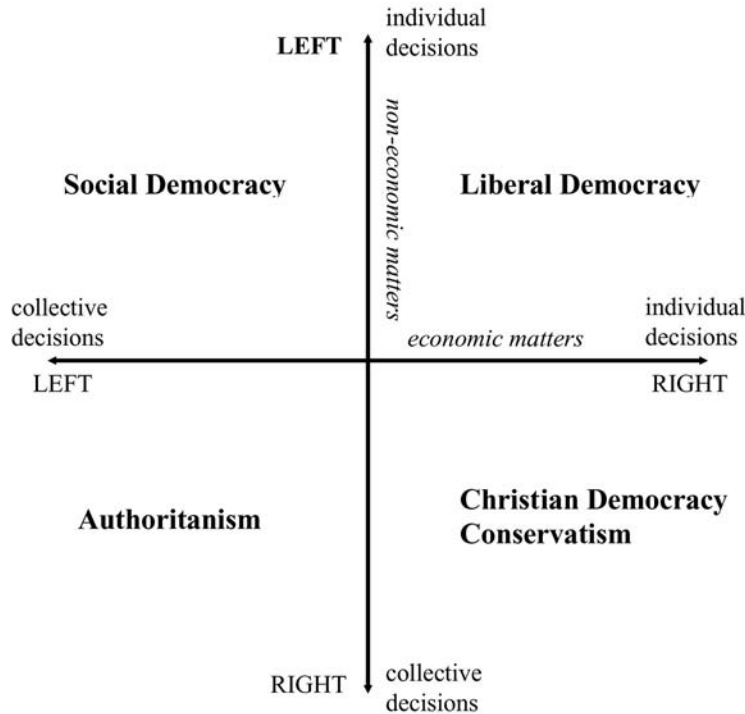 LEFT
individual
decisions
non-economic matters
Social Democracy
Liberal Democracy
collective
decisions
individual
decisions
economic matters
LEFT
RIGHT
Authoritanism
Christian Democracy
Conservatism
RIGHT
collective
decisions